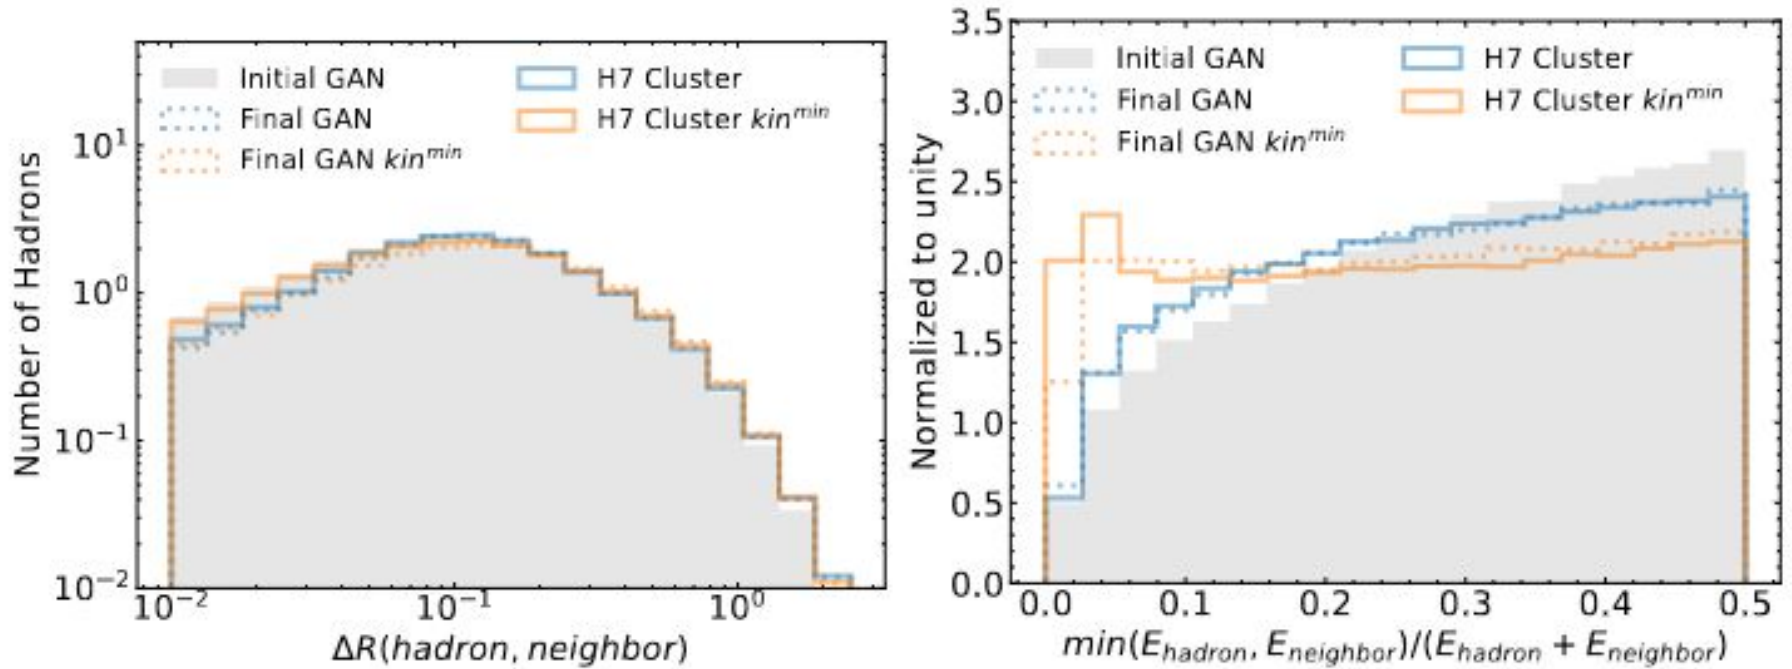 Initial GAN
Final GAN
Final GAN kin^min
H7 Cluster
H7 Cluster kin^min
Number of Hadrons
10^1
10^0
10^-1
10^-2
10^-2 10^-1 10^0
ΔR(hadron, neighbor)
Initial GAN
Final GAN
Final GAN kin^min
H7 Cluster
H7 Cluster kin^min
Normalized to unity
3.5
3.0
2.5
2.0
1.5
1.0
0.5
0.0
0.0 0.1 0.2 0.3 0.4 0.5
min(E_hadron, E_neighbor)/(E_hadron + E_neighbor)